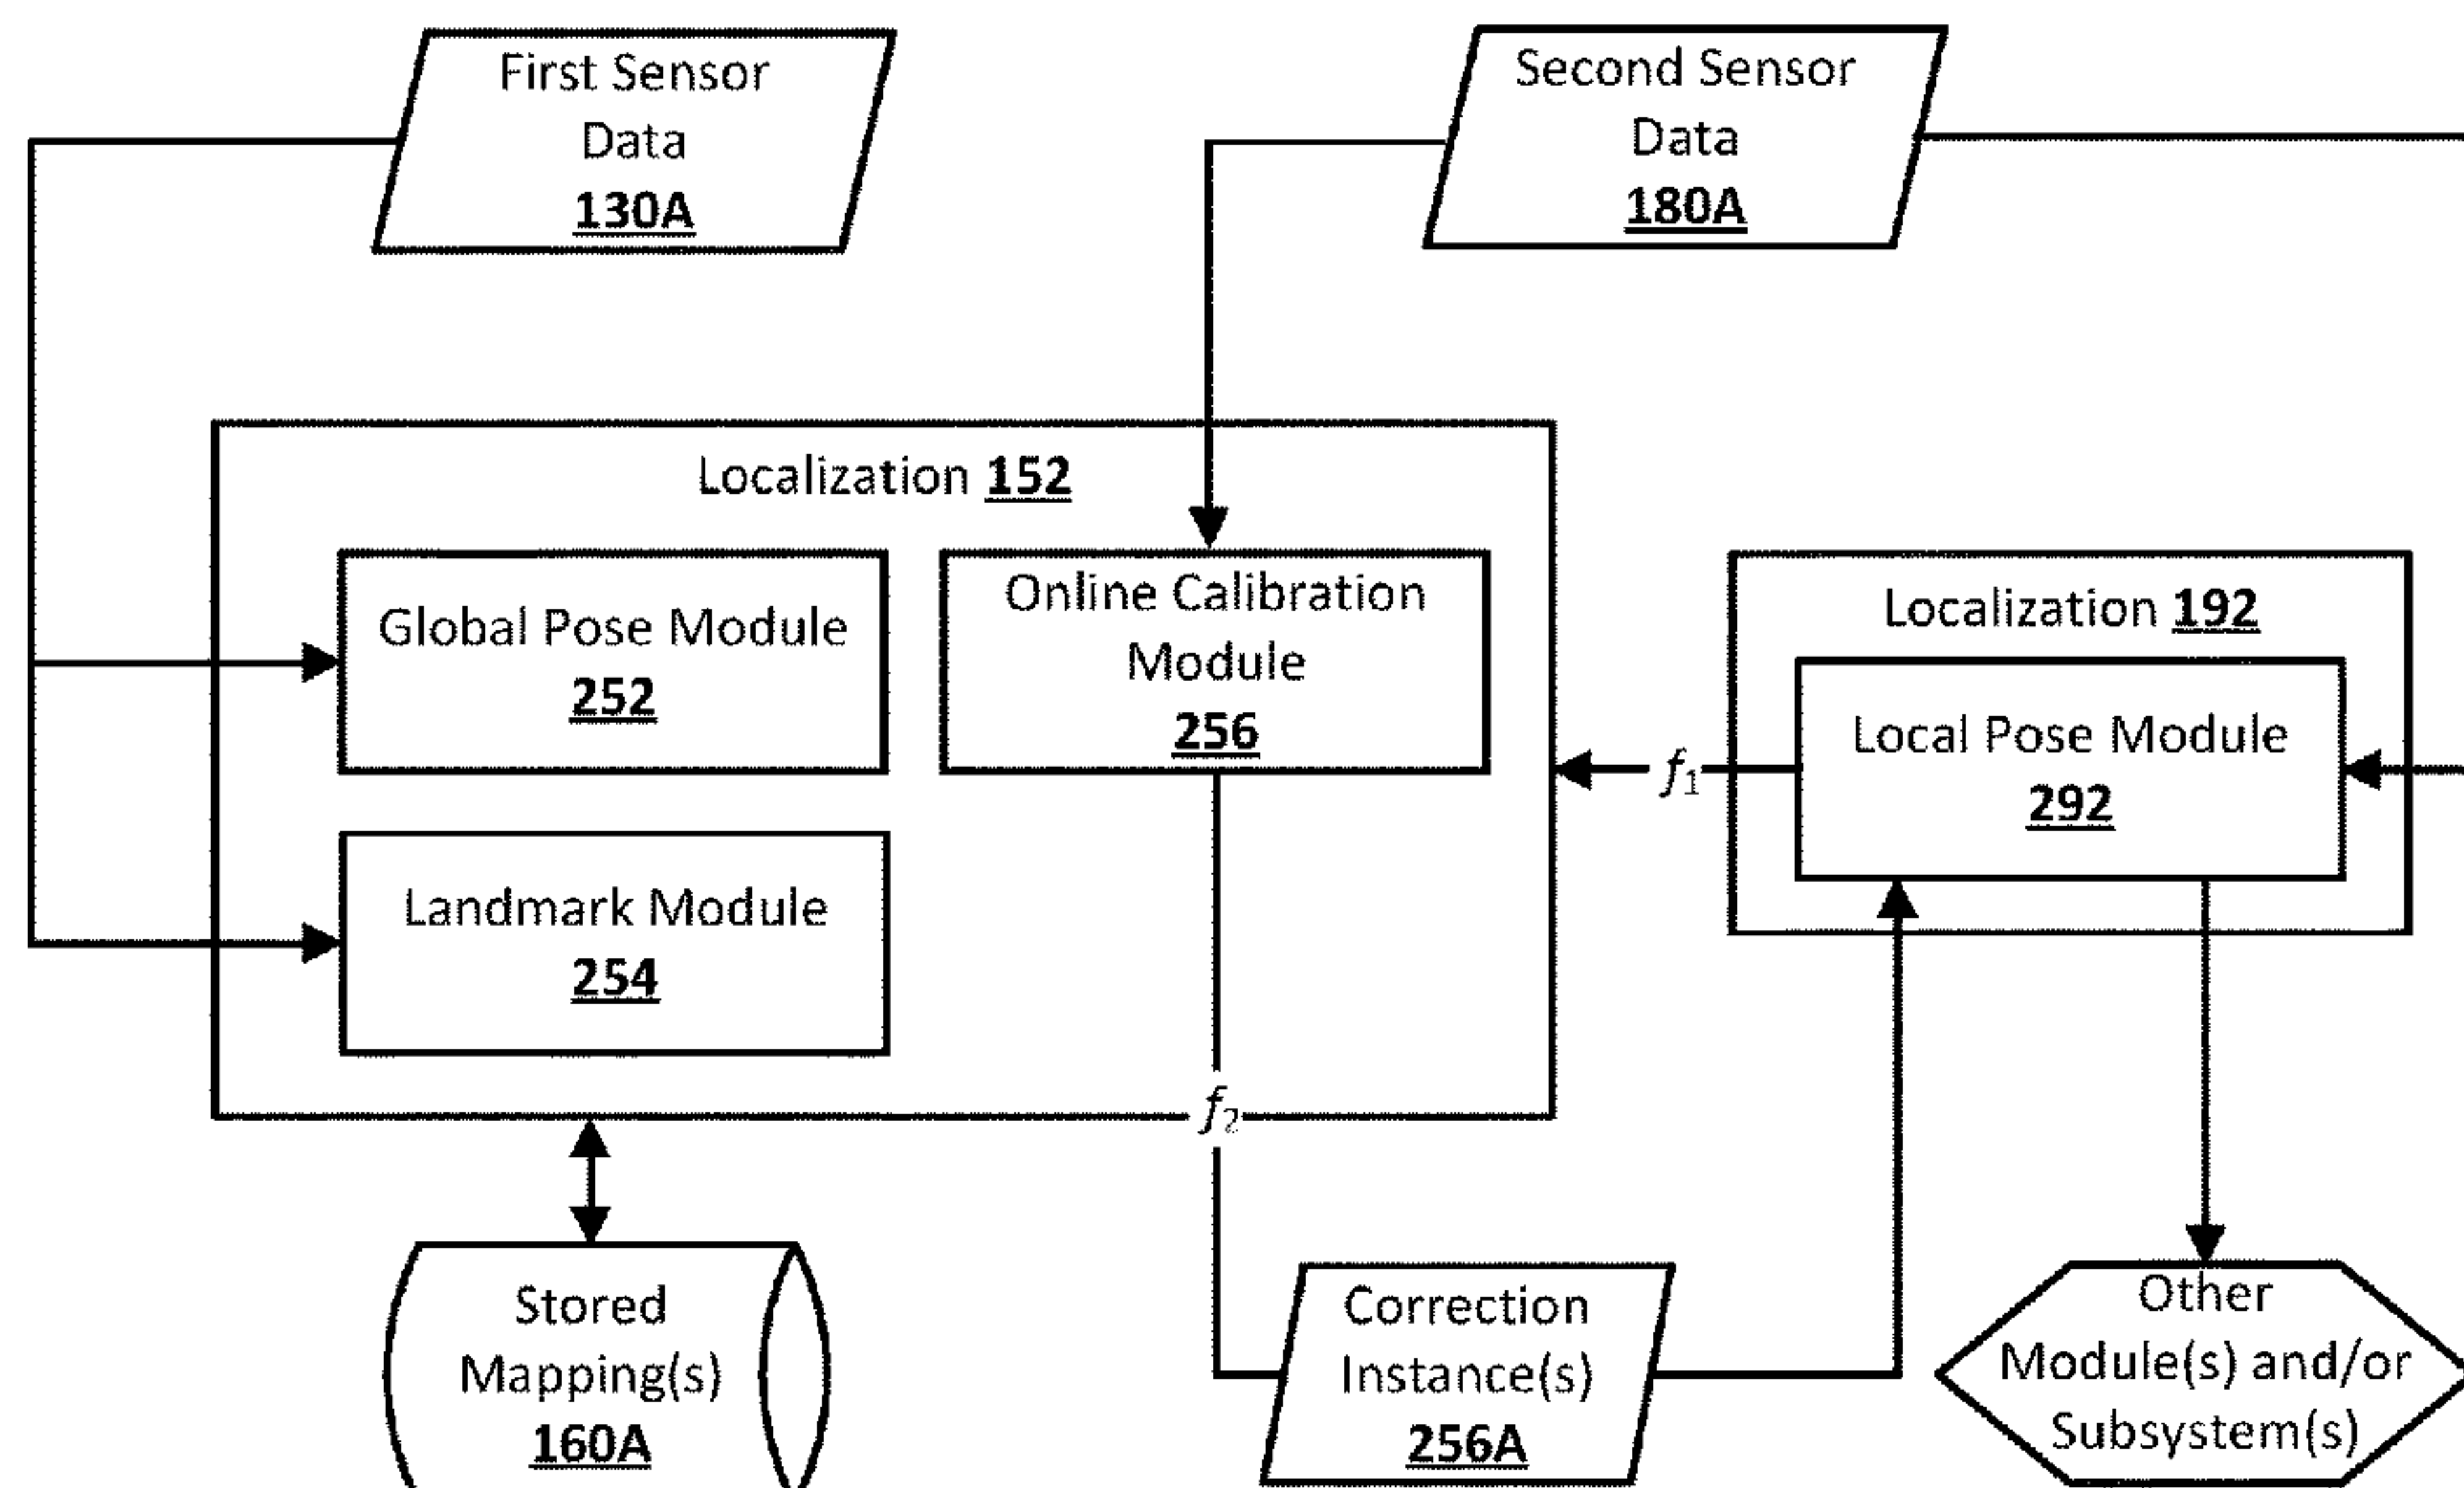 First Sensor
Data
130A
Second Sensor
Data
180A
Localization 152
Global Pose Module
252
Online Calibration
Module
256
Landmark Module
254
Localization 192
Local Pose Module
292
f1
f2
Stored
Mapping(s)
160A
Correction
Instance(s)
256A
Other
Module(s) and/or
Subsystem(s)